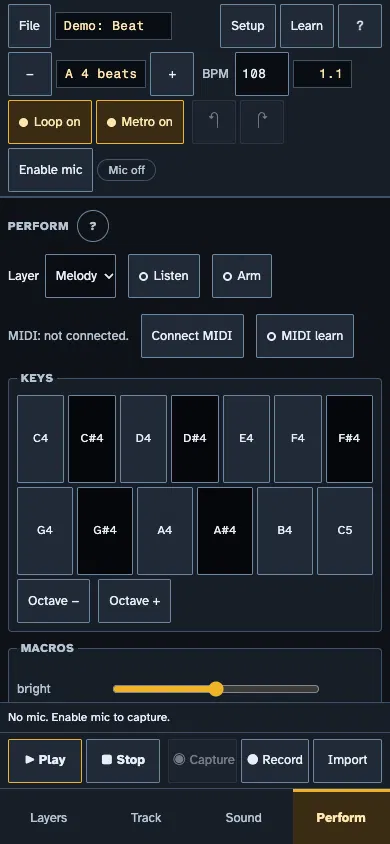 File Demo: Beat Setup Learn ?
− A 4 beats + BPM 108 1.1
Loop on Metro on
Enable mic Mic off
PERFORM ?
Layer Melody Listen Arm
MIDI: not connected. Connect MIDI MIDI learn
KEYS
C4 C#4 D4 D#4 E4 F4 F#4
G4 G#4 A4 A#4 B4 C5
Octave − Octave +
MACROS
bright
No mic. Enable mic to capture.
Play Stop Capture Record Import
Layers Track Sound Perform